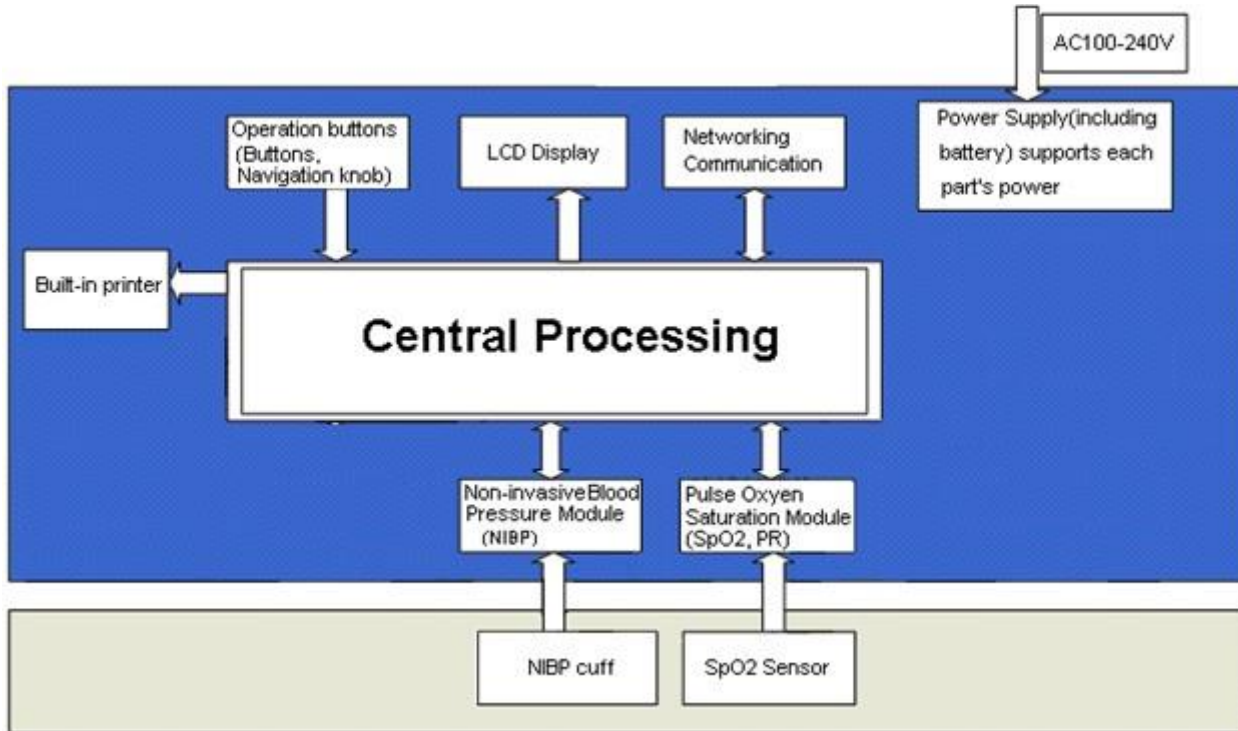 AC100-240V
Operation buttons
(Buttons,
Navigation knob)
LCD Display
Networking
Communication
Power Supply(including
battery) supports each
part's power
Built-in printer
Central Processing
Non-invasive Blood
Pressure Module
(NIBP)
Pulse Oxyen
Saturation Module
(SpO2, PR)
NIBP cuff
SpO2 Sensor